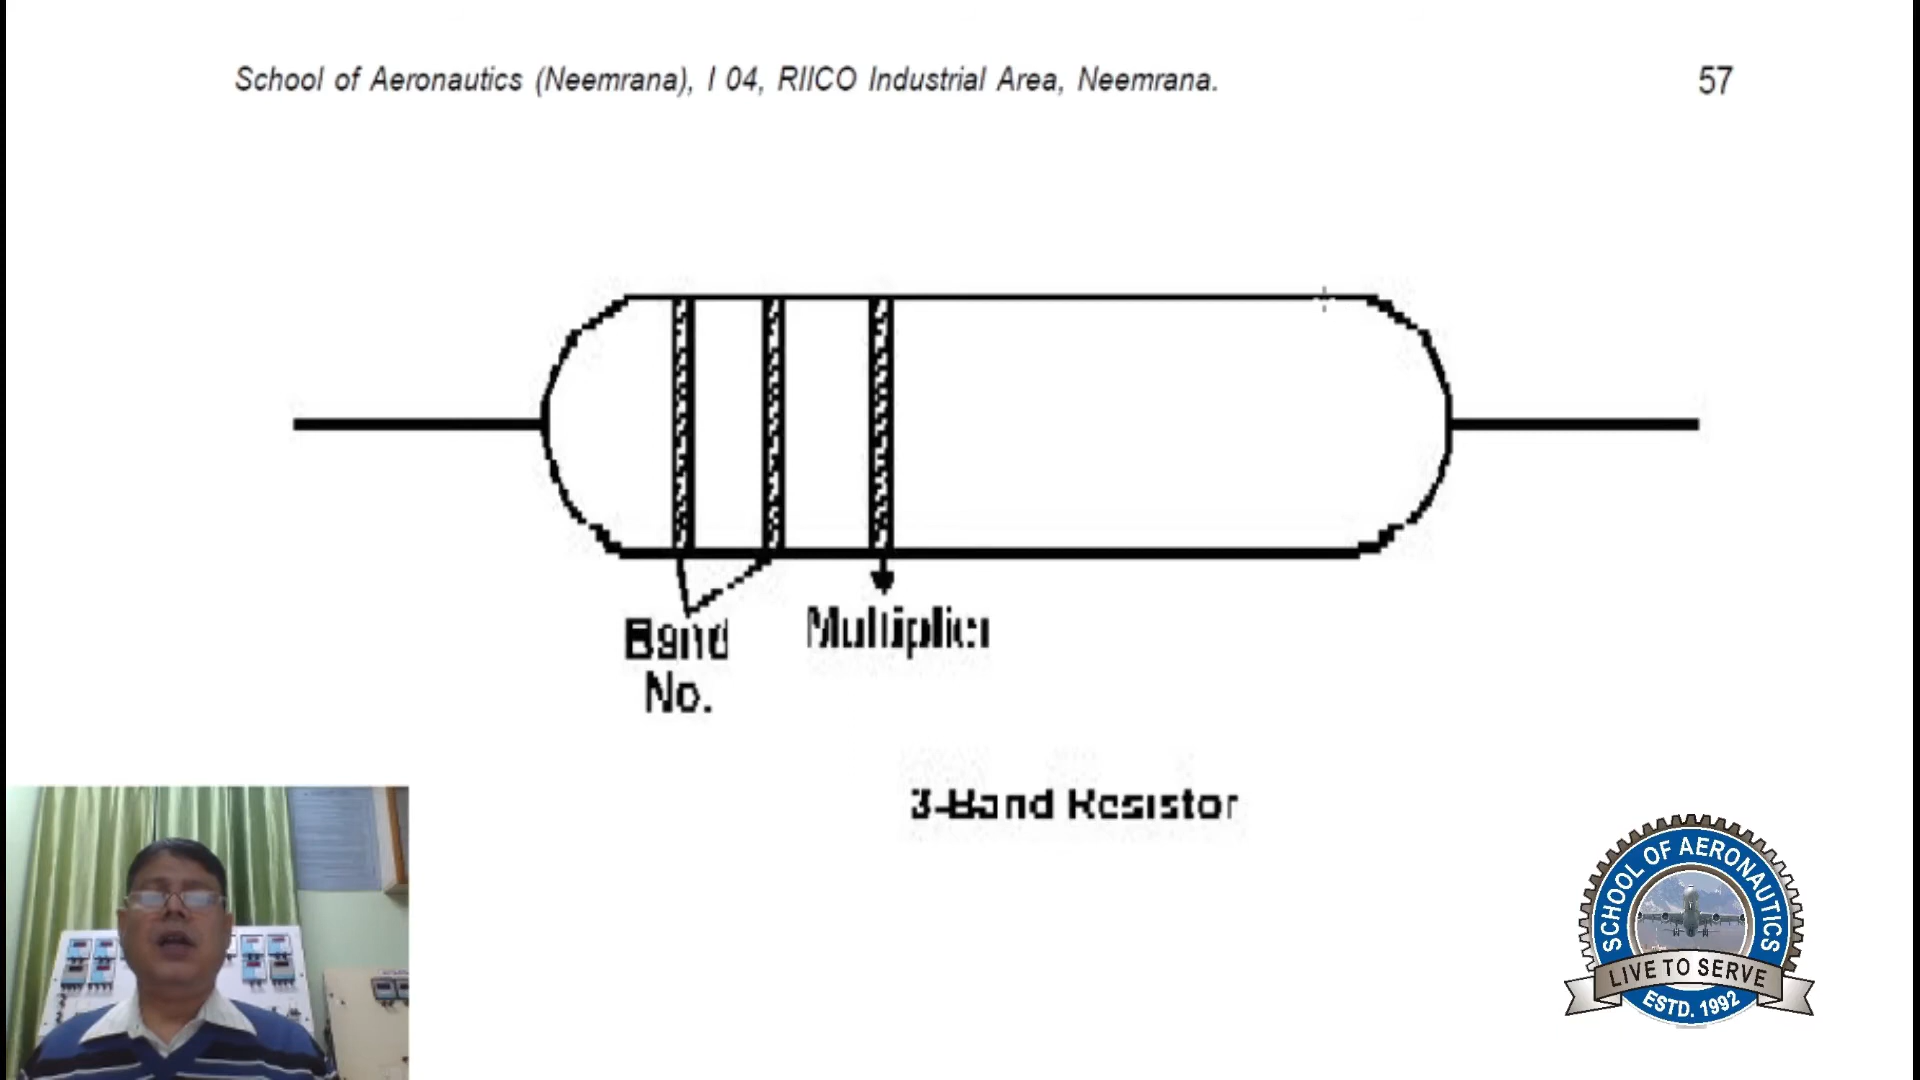 School of Aeronautics (Neemrana), I 04, RIICO Industrial Area, Neemrana.
57
Band
No.
Multiplier
3-Band Resistor
SCHOOL OF AERONAUTICS
LIVE TO SERVE
ESTD. 1992